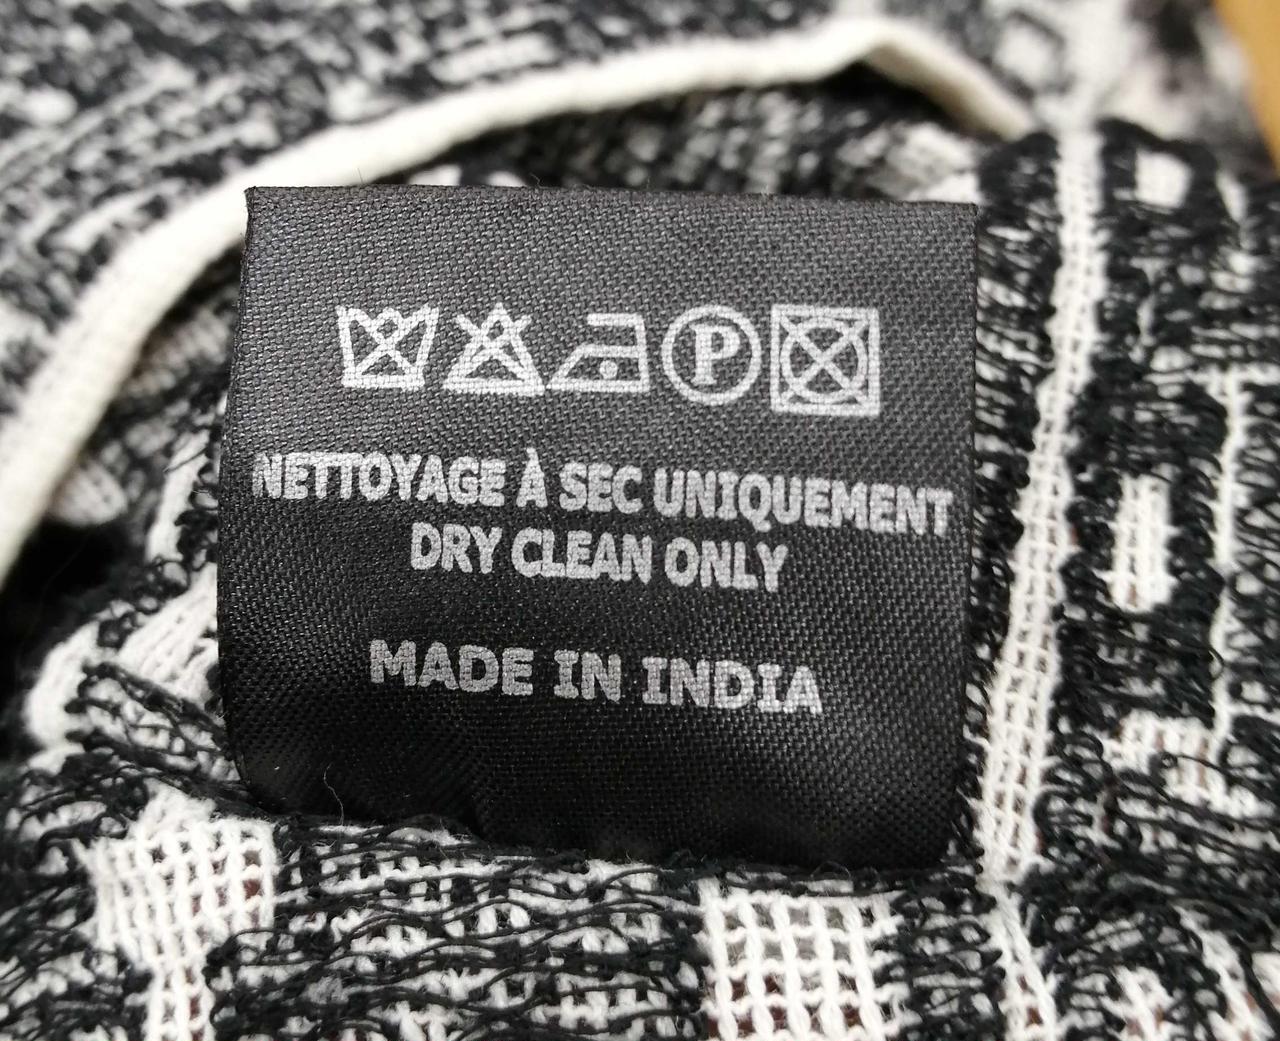 P
NETTOYAGE À SEC UNIQUEMENT
DRY CLEAN ONLY
MADE IN INDIA